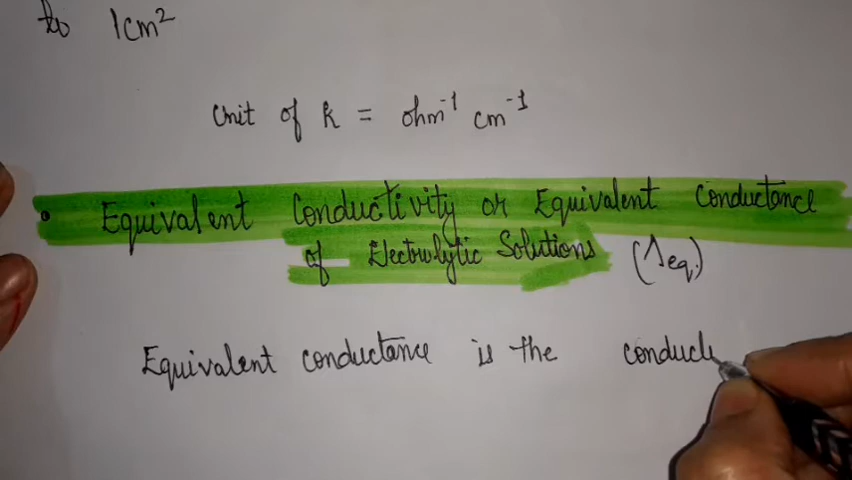 to 1cm²
Unit of k = ohm⁻¹ cm⁻¹
• Equivalent Conductivity or Equivalent Conductance
of Electrolytic Solutions (Λeq.)
Equivalent conductance is the conduc